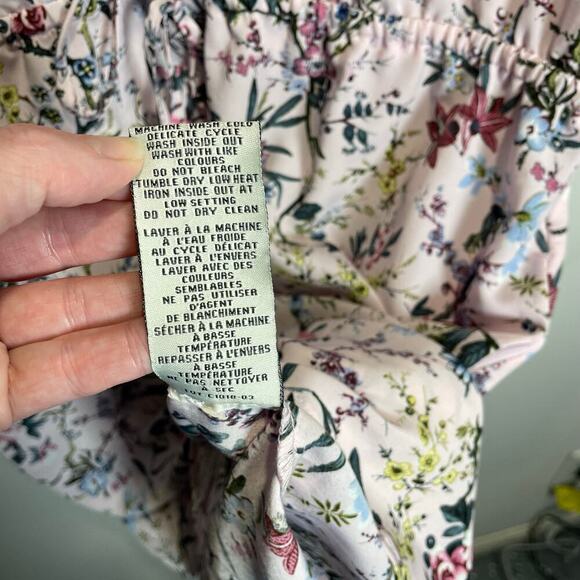 MACHINE WASH COLD
DELICATE CYCLE
WASH INSIDE OUT
WASH WITH LIKE
COLOURS
DO NOT BLEACH
TUMBLE DRY LOW HEAT
IRON INSIDE OUT AT
LOW SETTING
DO NOT DRY CLEAN
LAVER À LA MACHINE
À L'EAU FROIDE
AU CYCLE DÉLICAT
LAVER À L'ENVERS
LAVER AVEC DES
COULEURS
SEMBLABLES
NE PAS UTILISER
D'AGENT
DE BLANCHIMENT
SÉCHER À LA MACHINE
À BASSE
TEMPÉRATURE
REPASSER À L'ENVERS
À BASSE
TEMPÉRATURE
NE PAS NETTOYER
À SEC